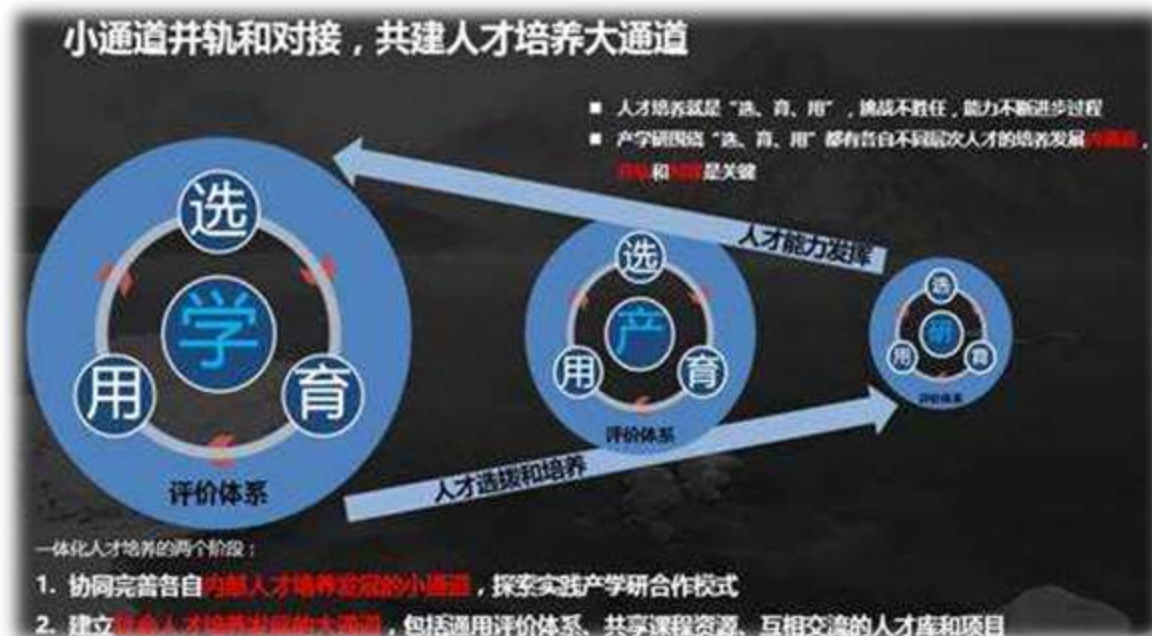 小通道并轨和对接，共建人才培养大通道
■ 人才培养就是“选、育、用”，挑战不胜任，能力不断进步过程
■ 产学研围绕“选、育、用”都有各自不同层次人才的培养发展小通道，
和对接是关键
选
学
用
育
评价体系
选
产
用
育
评价体系
选
研
用
育
评价体系
人才能力发挥
人才选拔和培养
一体化人才培养的两个阶段：
1. 协同完善各自内部人才培养发展的小通道，探索实践产学研合作模式
2. 建立人才培养发展的大通道，包括通用评价体系、共享课程资源、互相交流的人才库和项目